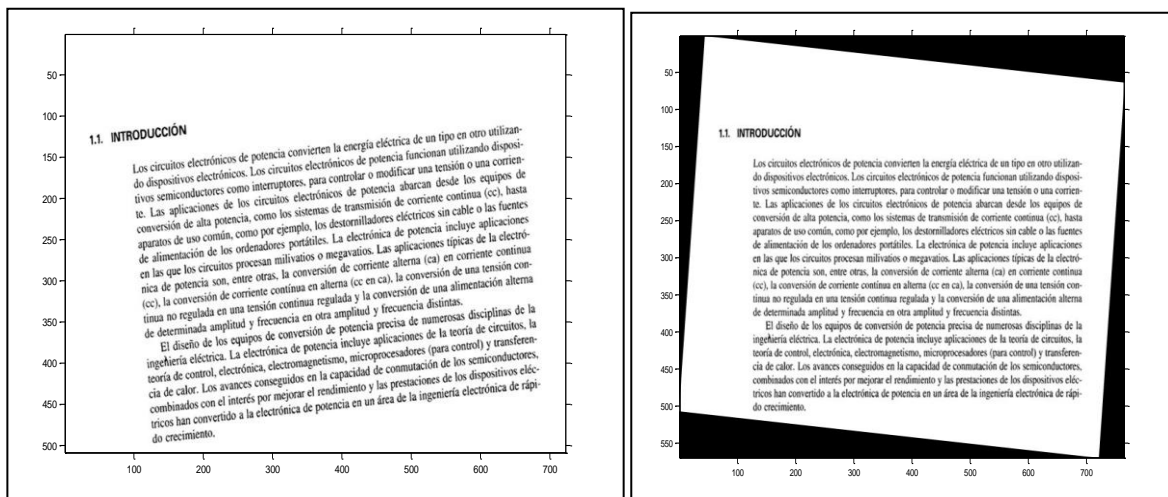 50
100
150
200
250
300
350
400
450
500
1.1. INTRODUCCIÓN
Los circuitos electrónicos de potencia convierten la energía eléctrica de un tipo en otro utilizan-
do dispositivos electrónicos. Los circuitos electrónicos de potencia funcionan utilizando disposi-
tivos semiconductores como interruptores, para controlar o modificar una tensión o una corrien-
te. Las aplicaciones de los circuitos electrónicos de potencia abarcan desde los equipos de
conversión de alta potencia, como los sistemas de transmisión de corriente continua (cc), hasta
aparatos de uso común, como por ejemplo, los destornilladores eléctricos sin cable o las fuentes
de alimentación de los ordenadores portátiles. La electrónica de potencia incluye aplicaciones
en las que los circuitos procesan milivatios o megavatios. Las aplicaciones típicas de la electró-
nica de potencia son, entre otras, la conversión de corriente alterna (ca) en corriente continua
(cc), la conversión de corriente continua en alterna (cc en ca), la conversión de una tensión con-
tinua no regulada en una tensión continua regulada y la conversión de una alimentación alterna
de determinada amplitud y frecuencia en otra amplitud y frecuencia distintas.
El diseño de los equipos de conversión de potencia precisa de numerosas disciplinas de la
ingeniería eléctrica. La electrónica de potencia incluye aplicaciones de la teoría de circuitos, la
teoría de control, electrónica, electromagnetismo, microprocesadores (para control) y transferen-
cia de calor. Los avances conseguidos en la capacidad de conmutación de los semiconductores,
combinados con el interés por mejorar el rendimiento y las prestaciones de los dispositivos eléc-
tricos han convertido a la electrónica de potencia en un área de la ingeniería electrónica de rápi-
do crecimiento.
100 200 300 400 500 600 700
50
100
150
200
250
300
350
400
450
500
550
1.1. INTRODUCCIÓN
Los circuitos electrónicos de potencia convierten la energía eléctrica de un tipo en otro utilizan-
do dispositivos electrónicos. Los circuitos electrónicos de potencia funcionan utilizando disposi-
tivos semiconductores como interruptores, para controlar o modificar una tensión o una corrien-
te. Las aplicaciones de los circuitos electrónicos de potencia abarcan desde los equipos de
conversión de alta potencia, como los sistemas de transmisión de corriente continua (cc), hasta
aparatos de uso común, como por ejemplo, los destornilladores eléctricos sin cable o las fuentes
de alimentación de los ordenadores portátiles. La electrónica de potencia incluye aplicaciones
en las que los circuitos procesan milivatios o megavatios. Las aplicaciones típicas de la electró-
nica de potencia son, entre otras, la conversión de corriente alterna (ca) en corriente continua
(cc), la conversión de corriente continua en alterna (cc en ca), la conversión de una tensión con-
tinua no regulada en una tensión continua regulada y la conversión de una alimentación alterna
de determinada amplitud y frecuencia en otra amplitud y frecuencia distintas.
El diseño de los equipos de conversión de potencia precisa de numerosas disciplinas de la
ingeniería eléctrica. La electrónica de potencia incluye aplicaciones de la teoría de circuitos, la
teoría de control, electrónica, electromagnetismo, microprocesadores (para control) y transferen-
cia de calor. Los avances conseguidos en la capacidad de conmutación de los semiconductores,
combinados con el interés por mejorar el rendimiento y las prestaciones de los dispositivos eléc-
tricos han convertido a la electrónica de potencia en un área de la ingeniería electrónica de rápi-
do crecimiento.
100 200 300 400 500 600 700